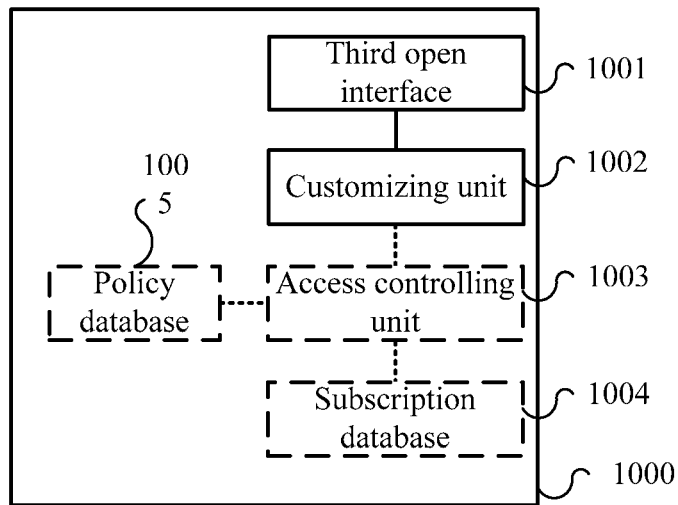 Third open
interface
1001
Customizing unit
1002
100
5
Policy
database
Access controlling
unit
1003
Subscription
database
1004
1000